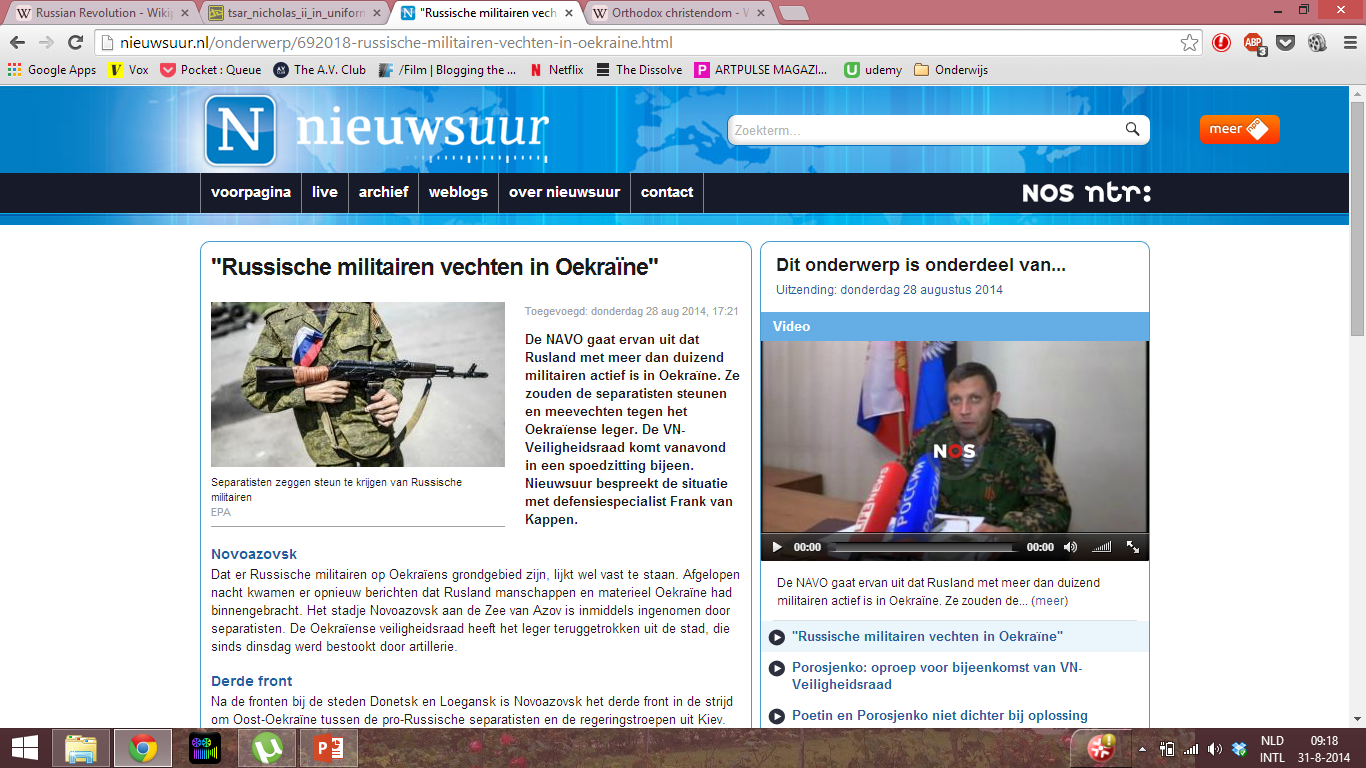 Russian Revolution - Wikip
tsar_nicholas_ii_in_uniform
"Russische militairen vech
Orthodox christendom - W
nieuwsuur.nl/onderwerp/692018-russische-militairen-vechten-in-oekraine.html
ABP
3
Google Apps
Vox
Pocket : Queue
The A.V. Club
/Film | Blogging the ...
Netflix
The Dissolve
ARTPULSE MAGAZI...
udemy
Onderwijs
N nieuwsuur
Zoekterm...
meer
voorpagina
live
archief
weblogs
over nieuwsuur
contact
NOS ntr:
"Russische militairen vechten in Oekraïne"
Toegevoegd: donderdag 28 aug 2014, 17:21
De NAVO gaat ervan uit dat
Rusland met meer dan duizend
militairen actief is in Oekraïne. Ze
zouden de separatisten steunen
en meevechten tegen het
Oekraïense leger. De VN-
Veiligheidsraad komt vanavond
in een spoedzitting bijeen.
Nieuwsuur bespreekt de situatie
met defensiespecialist Frank van
Kappen.
Separatisten zeggen steun te krijgen van Russische
militairen
EPA
Novoazovsk
Dat er Russische militairen op Oekraïens grondgebied zijn, lijkt wel vast te staan. Afgelopen
nacht kwamen er opnieuw berichten dat Rusland manschappen en materieel Oekraïne had
binnengebracht. Het stadje Novoazovsk aan de Zee van Azov is inmiddels ingenomen door
separatisten. De Oekraïense veiligheidsraad heeft het leger teruggetrokken uit de stad, die
sinds dinsdag werd bestookt door artillerie.
Derde front
Na de fronten bij de steden Donetsk en Loegansk is Novoazovsk het derde front in de strijd
om Oost-Oekraïne tussen de pro-Russische separatisten en de regeringstroepen uit Kiev.
Dit onderwerp is onderdeel van...
Uitzending: donderdag 28 augustus 2014
Video
NOS
LIFENEWS
РОССИЯ
00:00
00:00
De NAVO gaat ervan uit dat Rusland met meer dan duizend
militairen actief is in Oekraïne. Ze zouden de... (meer)
"Russische militairen vechten in Oekraïne"
Porosjenko: oproep voor bijeenkomst van VN-
Veiligheidsraad
Poetin en Porosjenko niet dichter bij oplossing
NLD
INTL
09:18
31-8-2014